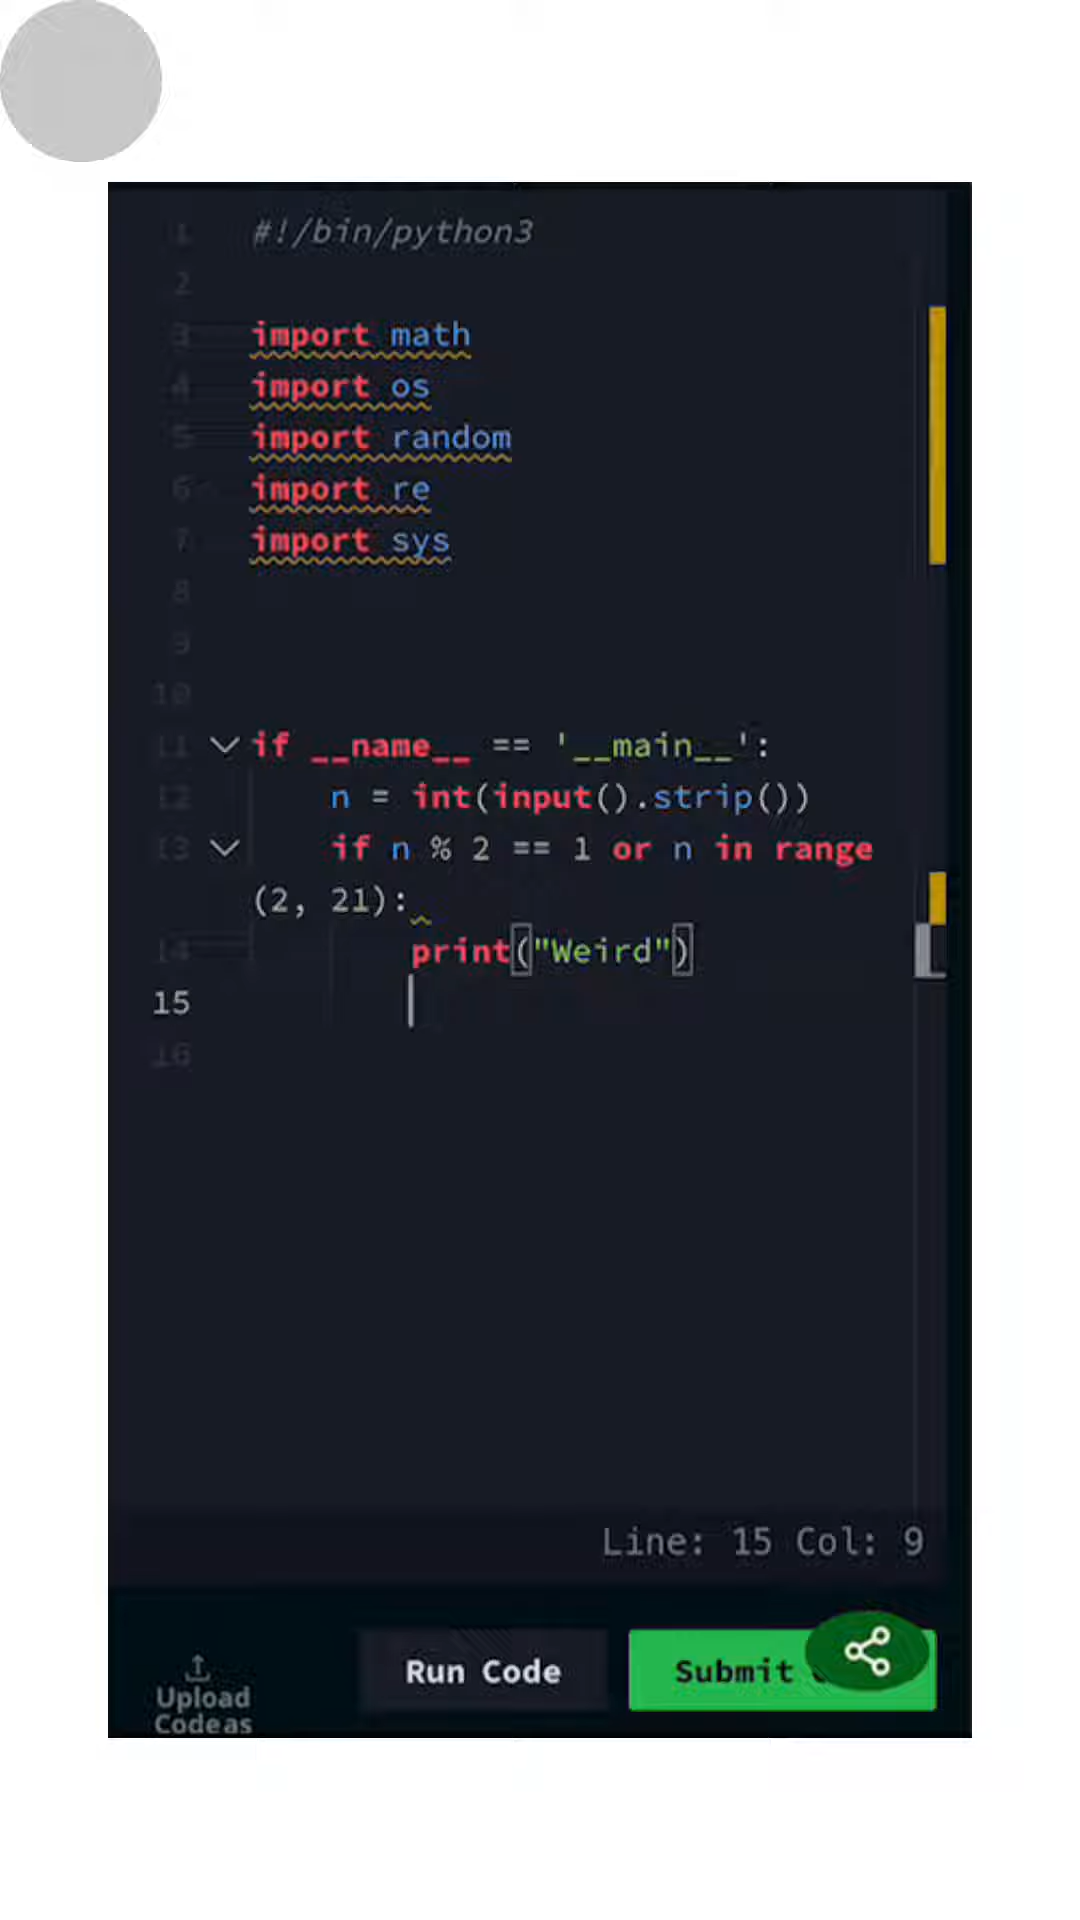 1 #!/bin/python3
2
3 import math
4 import os
5 import random
6 import re
7 import sys
8
9
10
11 if __name__ == '__main__':
12 n = int(input().strip())
13 if n % 2 == 1 or n in range
(2, 21):
14 print("Weird")
15
16
Line: 15 Col: 9
Upload
Code as
Run Code
Submit